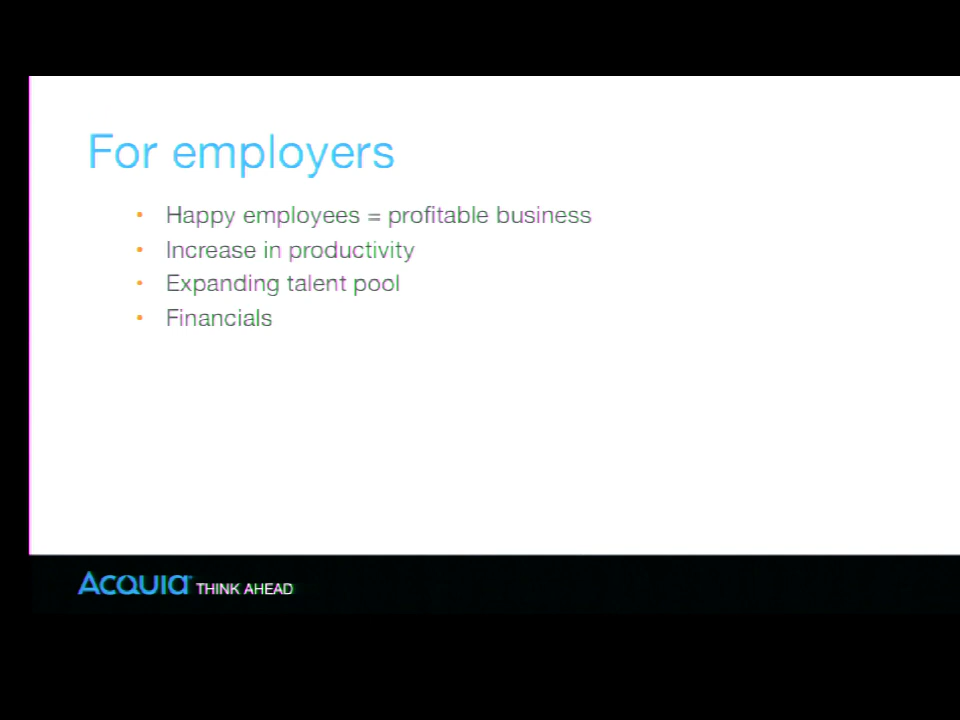 For employers
• Happy employees = profitable business
• Increase in productivity
• Expanding talent pool
• Financials
Acquia THINK AHEAD